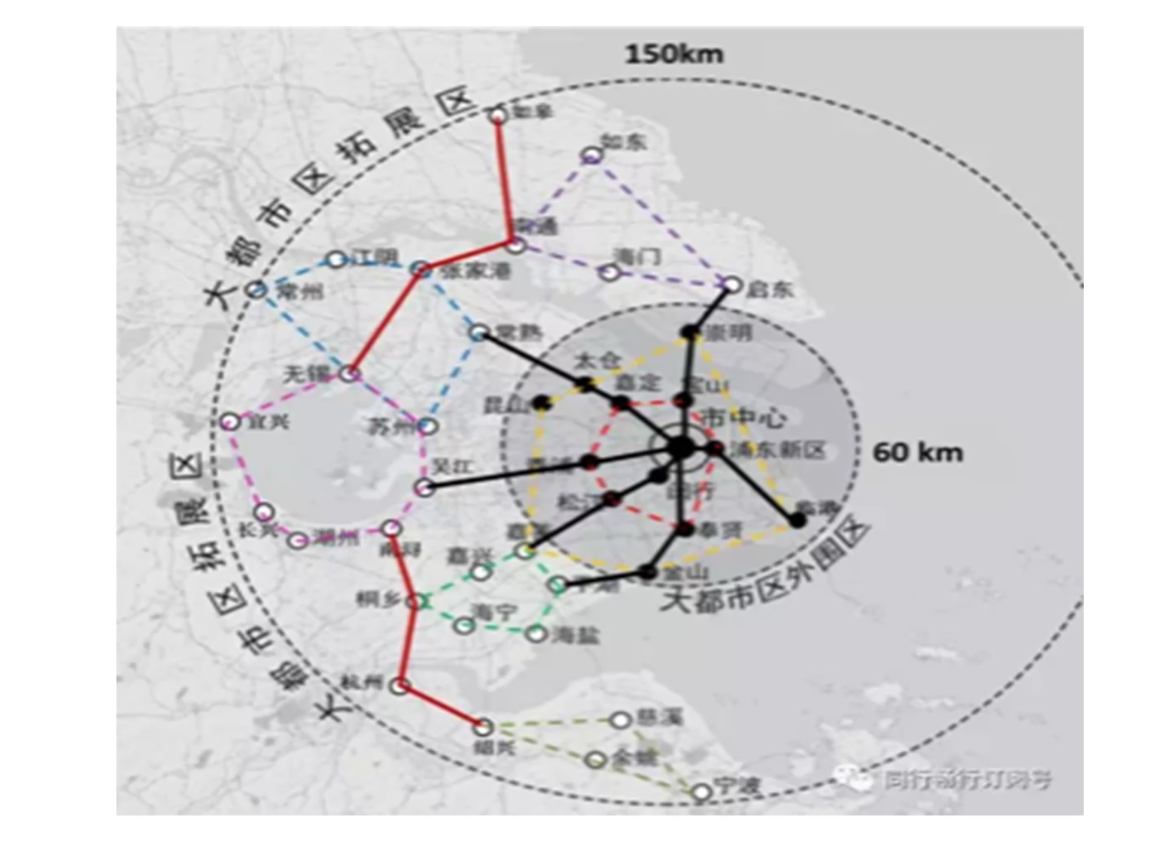 150km
大都市区拓展区
如皋
如东
南通
海门
启东
江阴
张家港
常州
常熟
崇明
太仓
嘉定
宝山
无锡
昆山
市中心
宜兴
苏州
浦东新区
60 km
吴江
青浦
闵行
松江
临港
长兴
湖州
南浔
奉贤
嘉善
嘉兴
金山
平湖
大都市区外围区
桐乡
海宁
海盐
大都市区拓展区
杭州
绍兴
慈溪
余姚
宁波
同行畅行订阅号